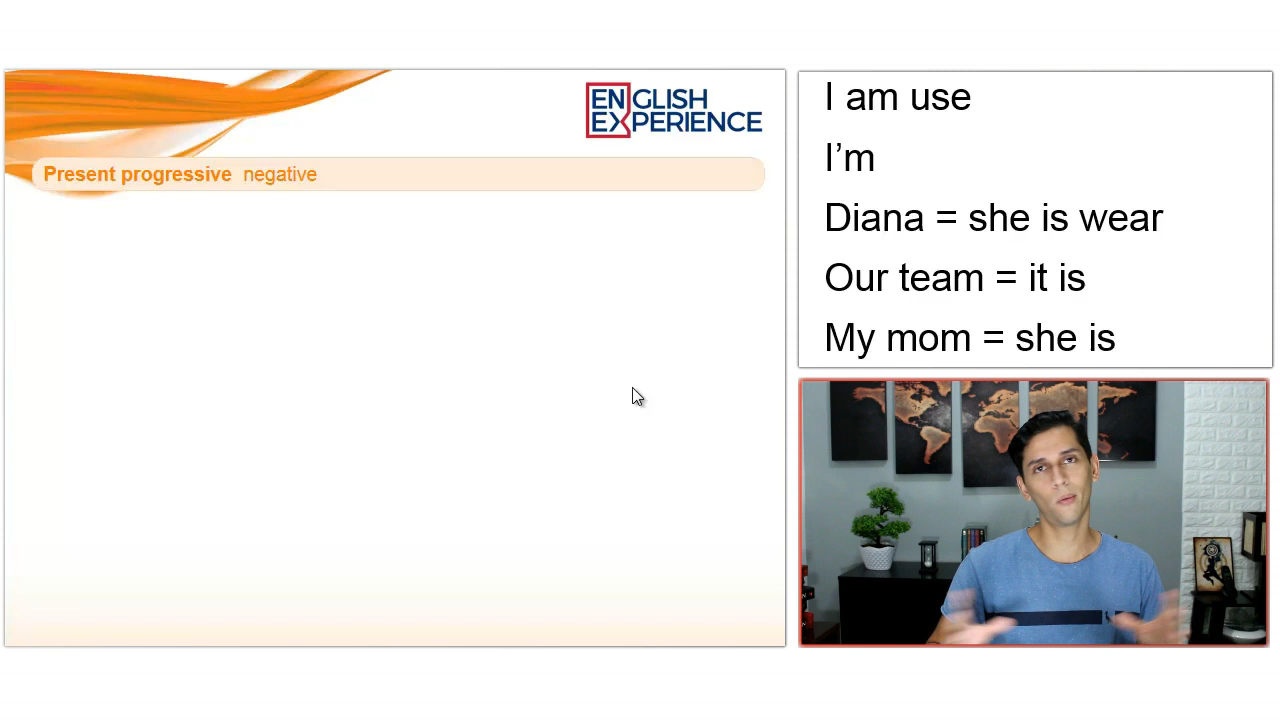 ENGLISH
EXPERIENCE
Present progressive negative
I am use
I’m
Diana = she is wear
Our team = it is
My mom = she is